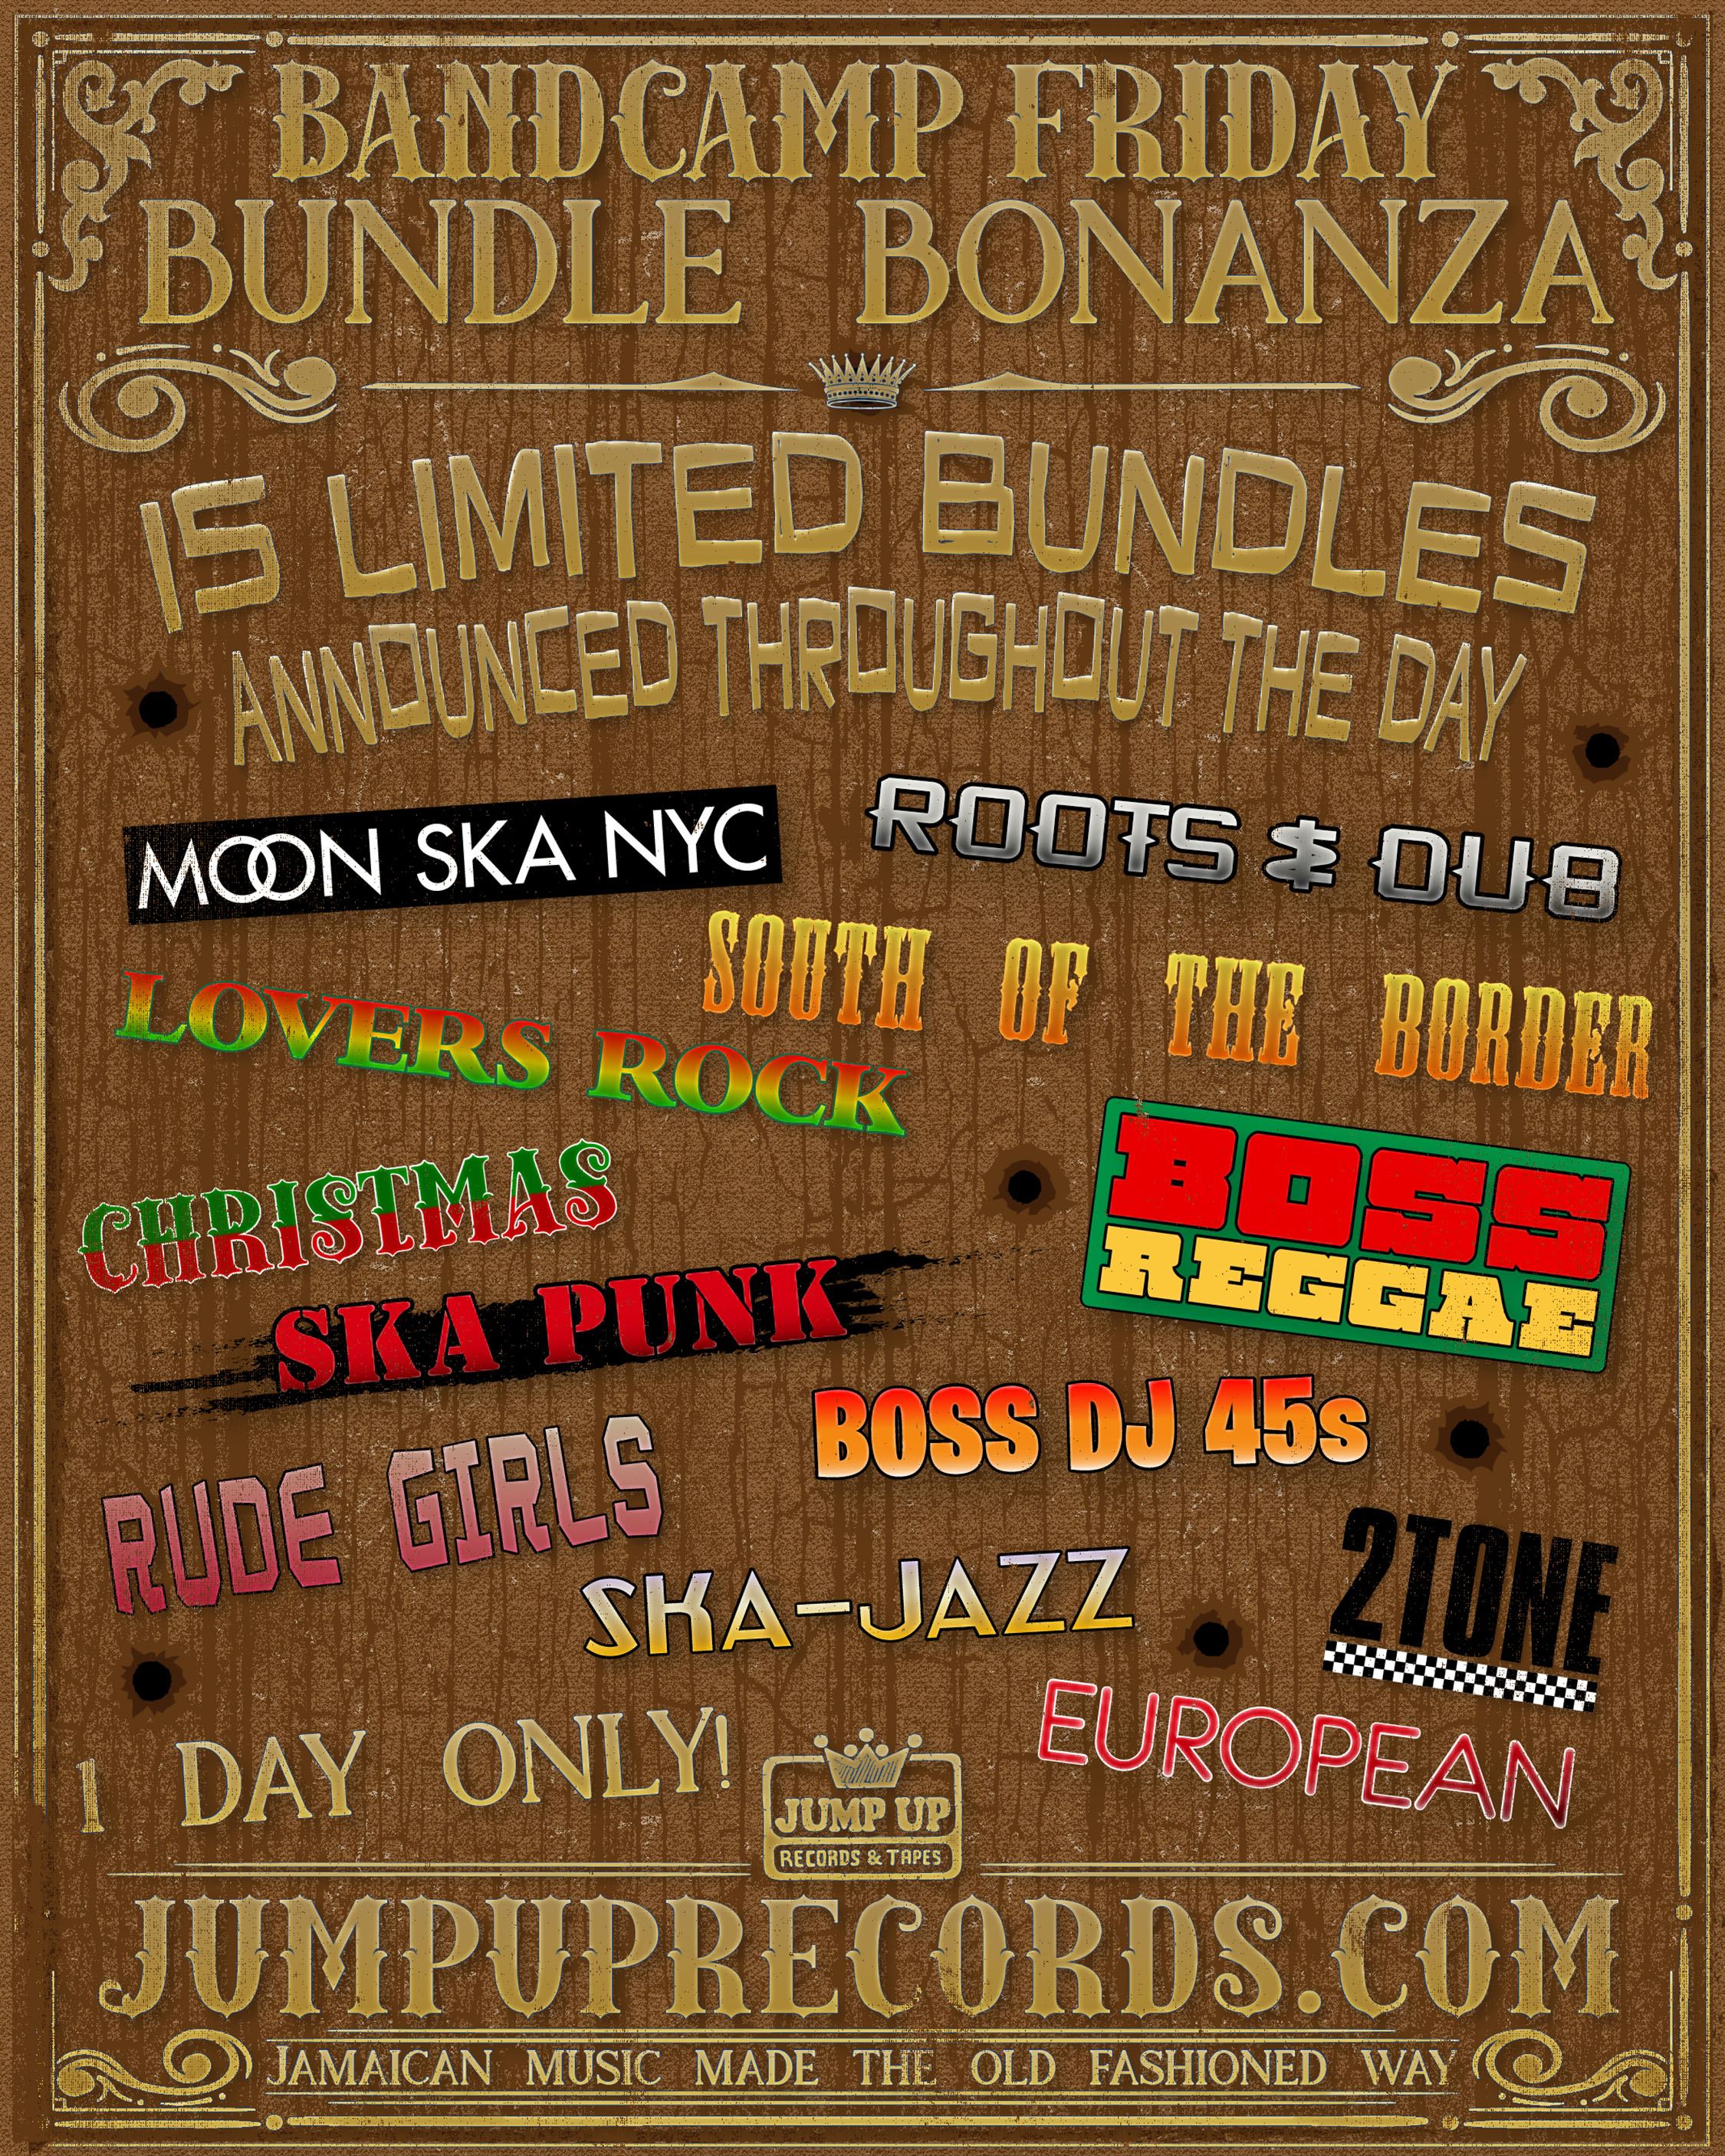 BANDCAMP FRIDAY
BUNDLE BONANZA
15 LIMITED BUNDLES
ANNOUNCED THROUGHOUT THE DAY
MOON SKA NYC
ROOTS & DUB
SOUTH OF THE BORDER
LOVERS ROCK
CHRISTMAS
BOSS
REGGAE
SKA PUNK
BOSS DJ 45s
RUDE GIRLS
SKA-JAZZ
2TONE
EUROPEAN
1 DAY ONLY!
JUMP UP
RECORDS & TAPES
JUMPUPRECORDS.COM
JAMAICAN MUSIC MADE THE OLD FASHIONED WAY